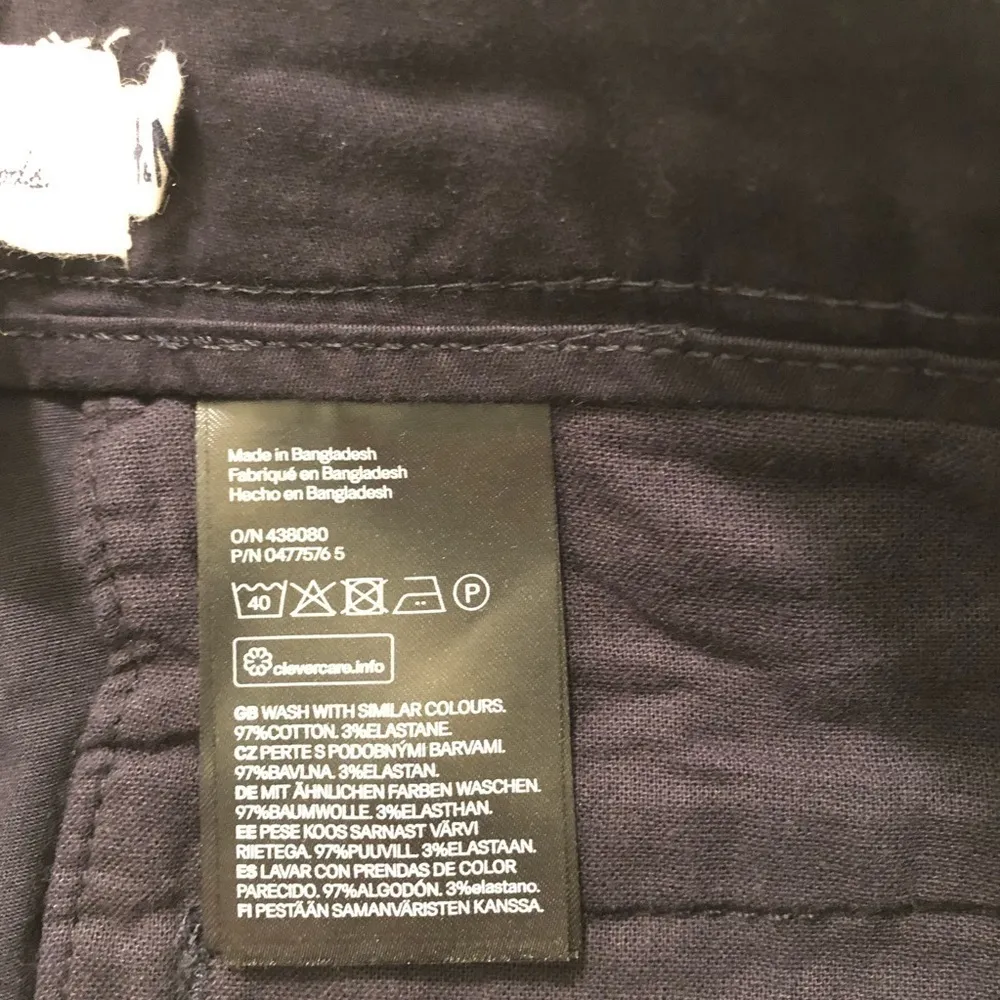 Made in Bangladesh
Fabriqué en Bangladesh
Hecho en Bangladesh
O/N 438080
P/N 0477576 5
40
P
clevercare.info
GB WASH WITH SIMILAR COLOURS.
97%COTTON. 3%ELASTANE.
CZ PERTE S PODOBNÝMI BARVAMI.
97%BAVLNA. 3%ELASTAN.
DE MIT ÄHNLICHEN FARBEN WASCHEN.
97%BAUMWOLLE. 3%ELASTHAN.
EE PESE KOOS SARNAST VÄRVI
RIIETEGA. 97%PUUVILL. 3%ELASTAAN.
ES LAVAR CON PRENDAS DE COLOR
PARECIDO. 97%ALGODÓN. 3%elastano.
FI PESTÄÄN SAMANVÄRISTEN KANSSA.